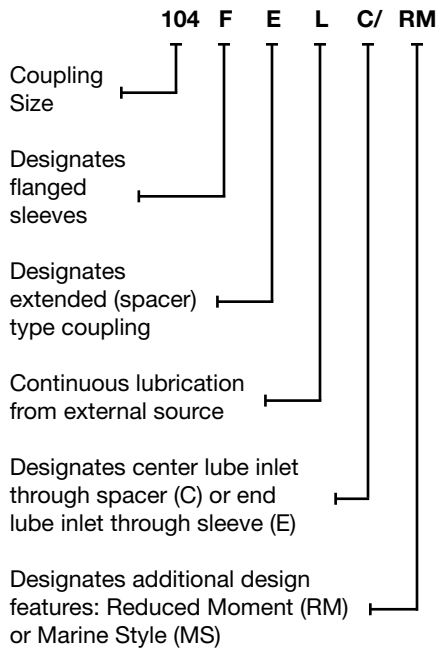 104 F E L C/ RM
Coupling
Size
Designates
flanged
sleeves
Designates
extended (spacer)
type coupling
Continuous lubrication
from external source
Designates center lube inlet
through spacer (C) or end
lube inlet through sleeve (E)
Designates additional design
features: Reduced Moment (RM)
or Marine Style (MS)